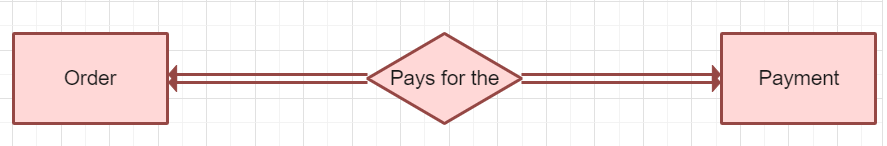 Order
Pays for the
Payment